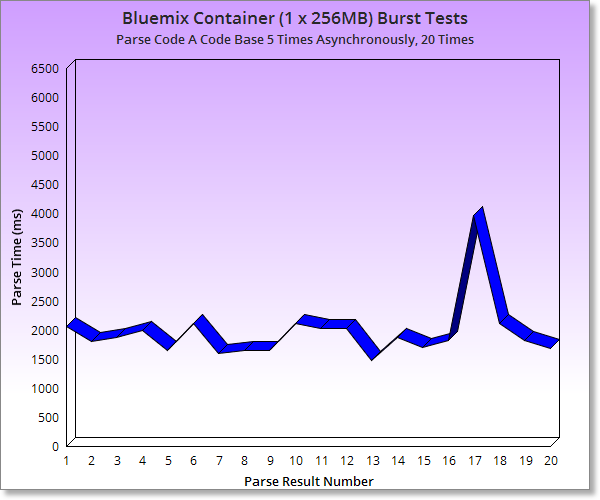 Bluemix Container (1 x 256MB) Burst Tests
Parse Code A Code Base 5 Times Asynchronously, 20 Times
6500
6000
5500
5000
4500
4000
3500
3000
2500
2000
1500
1000
500
0
Parse Time (ms)
1 2 3 4 5 6 7 8 9 10 11 12 13 14 15 16 17 18 19 20
Parse Result Number